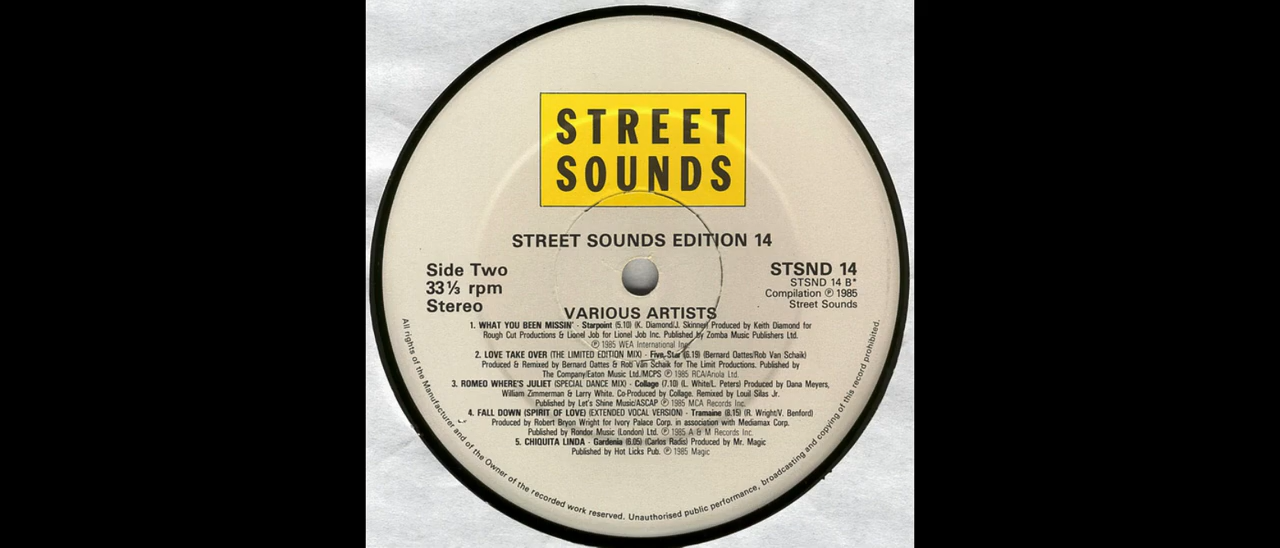 STREET
SOUNDS
STREET SOUNDS EDITION 14
Side Two
33⅓ rpm
Stereo
STSND 14
STSND 14 B*
Compilation ℗ 1985
Street Sounds
VARIOUS ARTISTS
1. WHAT YOU BEEN MISSIN' - Starpoint (5.10) (K. Diamond/J. Skinner) Produced by Keith Diamond for
Rough Cut Productions & Lionel Job for Lionel Job Inc. Published by Zomba Music Publishers Ltd.
℗ 1985 WEA International Inc.
2. LOVE TAKE OVER (THE LIMITED EDITION MIX) - Five Star (6.19) (Bernard Oattes/Rob Van Schaik)
Produced & Remixed by Bernard Oattes & Rob Van Schaik for The Limit Productions. Published by
The Company/Eaton Music Ltd./MCPS ℗ 1985 RCA/Ariola Ltd.
3. ROMEO WHERE'S JULIET (SPECIAL DANCE MIX) - Collage (7.10) (L. White/L. Peters) Produced by Dana Meyers,
William Zimmerman & Larry White. Co-Produced by Collage. Remixed by Louil Silas Jr.
Published by Let's Shine Music/ASCAP ℗ 1985 MCA Records Inc.
4. FALL DOWN (SPIRIT OF LOVE) (EXTENDED VOCAL VERSION) - Tramaine (8.15) (R. Wright/V. Benford)
Produced by Robert Bryon Wright for Ivory Palace Corp. in association with Mediamax Corp.
Published by Rondor Music (London) Ltd. ℗ 1985 A & M Records Inc.
5. CHIQUITA LINDA - Gardenia (6.05) (Carlos Radis) Produced by Mr. Magic
Published by Hot Licks Pub. ℗ 1985 Magic
All rights of the Manufacturer and of the Owner of the recorded work reserved. Unauthorised public performance, broadcasting and copying of this record prohibited.